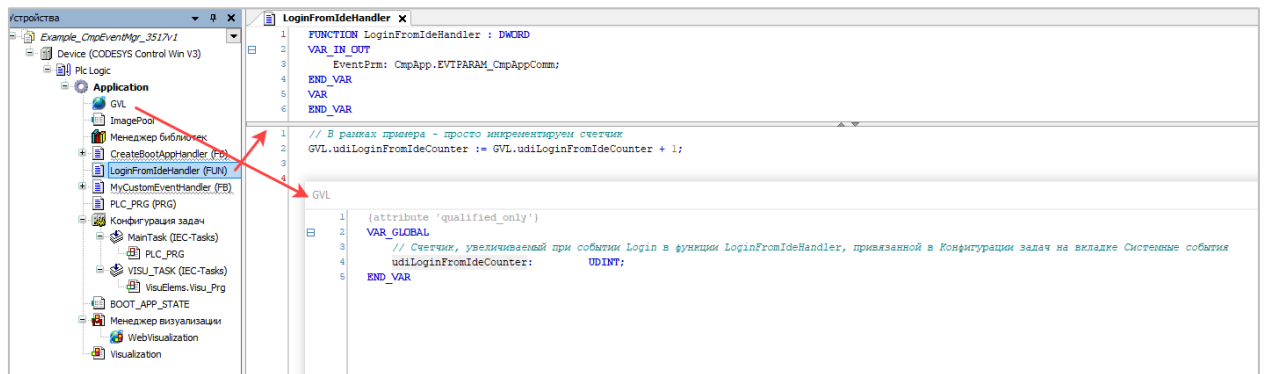 Устройства
Example_CmpEventMgr_3517v1
Device (CODESYS Control Win V3)
Plc Logic
Application
GVL
ImagePool
Менеджер библиотек
CreateBootAppHandler (FB)
LoginFromIdeHandler (FUN)
MyCustomEventHandler (FB)
PLC_PRG (PRG)
Конфигурация задач
MainTask (IEC-Tasks)
PLC_PRG
VISU_TASK (IEC-Tasks)
VisuElems.Visu_Prg
BOOT_APP_STATE
Менеджер визуализации
WebVisualization
Visualization
LoginFromIdeHandler
1 FUNCTION LoginFromIdeHandler : DWORD
2 VAR_IN_OUT
3 EventPrm: CmpApp.EVTPARAM_CmpAppComm;
4 END_VAR
5 VAR
6 END_VAR
1 // В рамках примера - просто инкрементируем счетчик
2 GVL.udiLoginFromIdeCounter := GVL.udiLoginFromIdeCounter + 1;
3
4
GVL
1 {attribute 'qualified_only'}
2 VAR_GLOBAL
3 // Счетчик, увеличиваемый при событии Login в функции LoginFromIdeHandler, привязанной в Конфигурации задач на вкладке Системные события
4 udiLoginFromIdeCounter: UDINT;
5 END_VAR